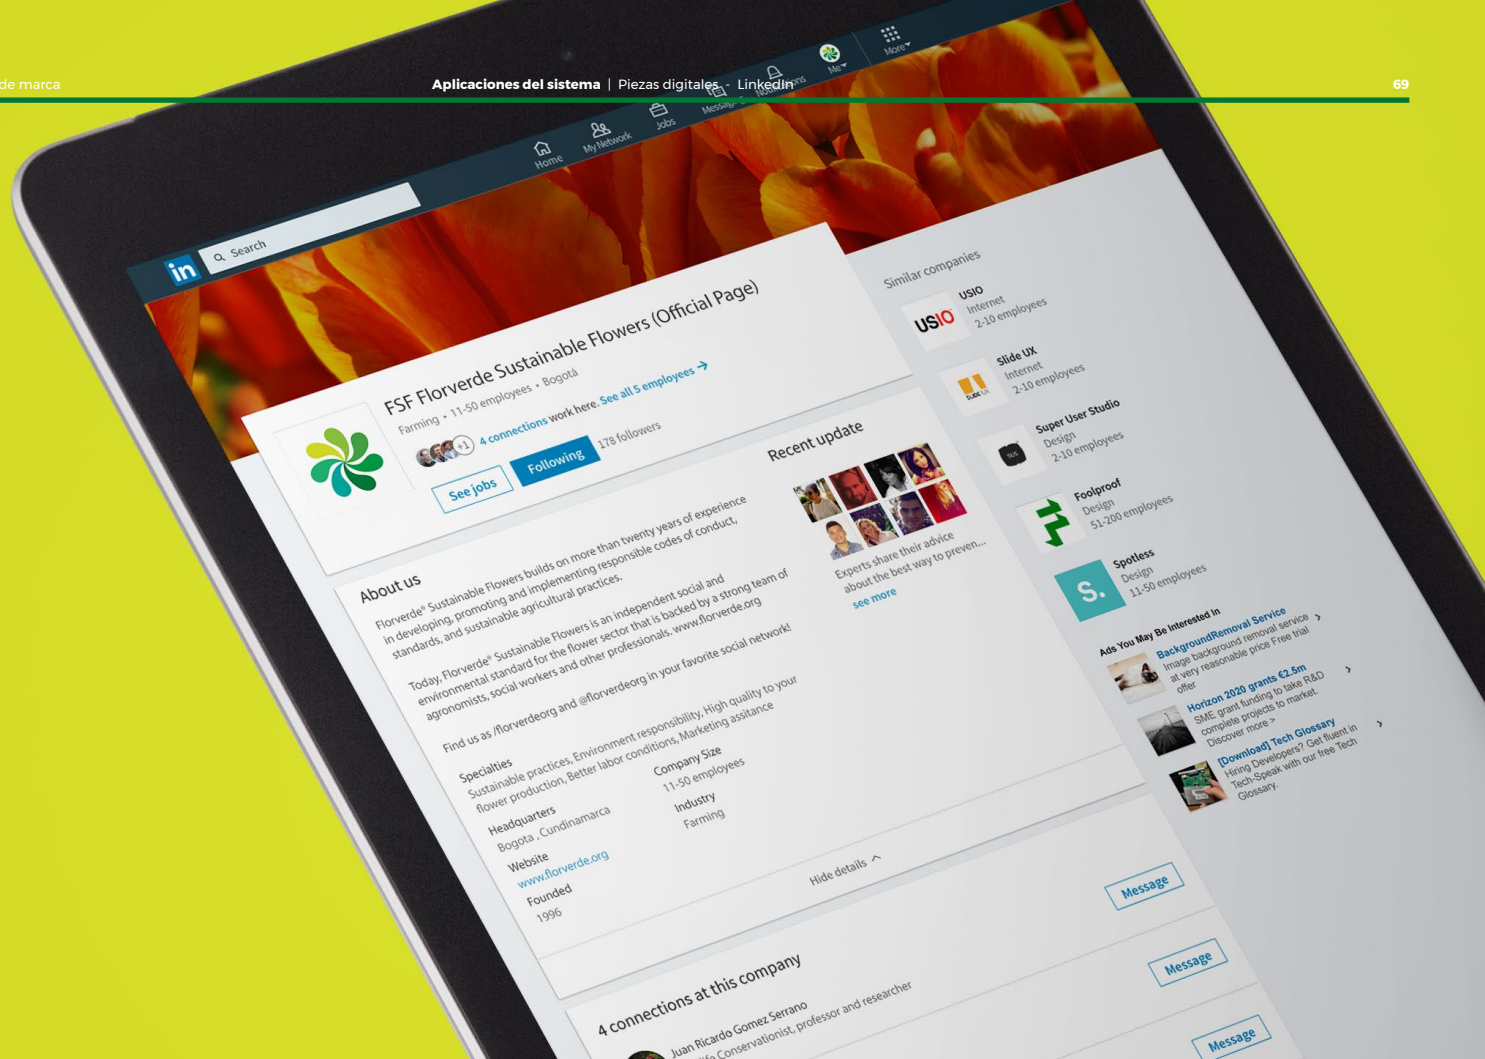 de marca
Aplicaciones del sistema | Piezas digitales - LinkedIn
69
in
Search
Home
My Network
Jobs
Me
More
FSF Florverde Sustainable Flowers (Official Page)
Farming • 11-50 employees • Bogotá
+1
4 connections work here. See all 5 employees →
See jobs
Following
178 followers
About us
Florverde® Sustainable Flowers builds on more than twenty years of experience
in developing, promoting and implementing responsible codes of conduct,
standards, and sustainable agricultural practices.
Today, Florverde® Sustainable Flowers is an independent social and
environmental standard for the flower sector that is backed by a strong team of
agronomists, social workers and other professionals. www.florverde.org
Find us as /florverdeorg and @florverdeorg in your favorite social network!
Specialties
Sustainable practices, Environment responsibility, High quality to your
flower production, Better labor conditions, Marketing assitance
Headquarters
Bogota , Cundinamarca
Website
www.florverde.org
Founded
1996
Company Size
11-50 employees
Industry
Farming
Recent update
Experts share their advice
about the best way to preven...
see more
Hide details
4 connections at this company
Juan Ricardo Gomez Serrano
Conservationist, professor and researcher
Message
Message
Message
Similar companies
USIO
USIO
Internet
2-10 employees
Slide UX
Internet
2-10 employees
SUS
Super User Studio
Design
2-10 employees
Foolproof
Design
51-200 employees
S.
Spotless
Design
11-50 employees
Ads You May Be Interested In
BackgroundRemoval Service
Image background removal service
at very reasonable price Free trial
offer
Horizon 2020 grants €2.5m
SME grant funding to take R&D
complete projects to market.
Discover more >
[Download] Tech Glossary
Hiring Developers? Get fluent in
Tech-Speak with our free Tech
Glossary.